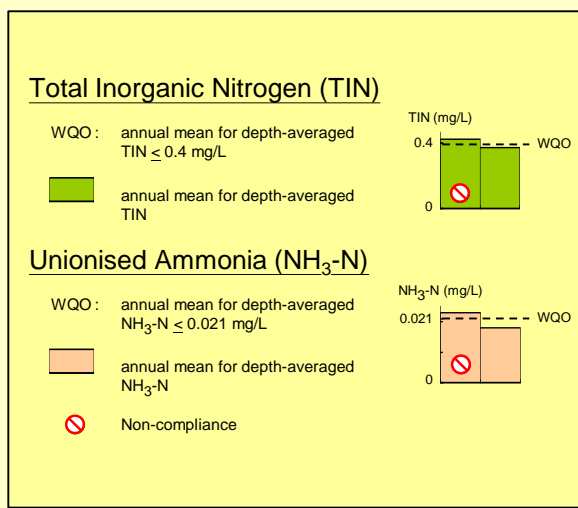 Total Inorganic Nitrogen (TIN)
WQO : annual mean for depth-averaged
TIN ≤ 0.4 mg/L
annual mean for depth-averaged
TIN
TIN (mg/L)
0.4
WQO
0
Unionised Ammonia (NH3-N)
WQO : annual mean for depth-averaged
NH3-N ≤ 0.021 mg/L
annual mean for depth-averaged
NH3-N
Non-compliance
NH3-N (mg/L)
0.021
WQO
0